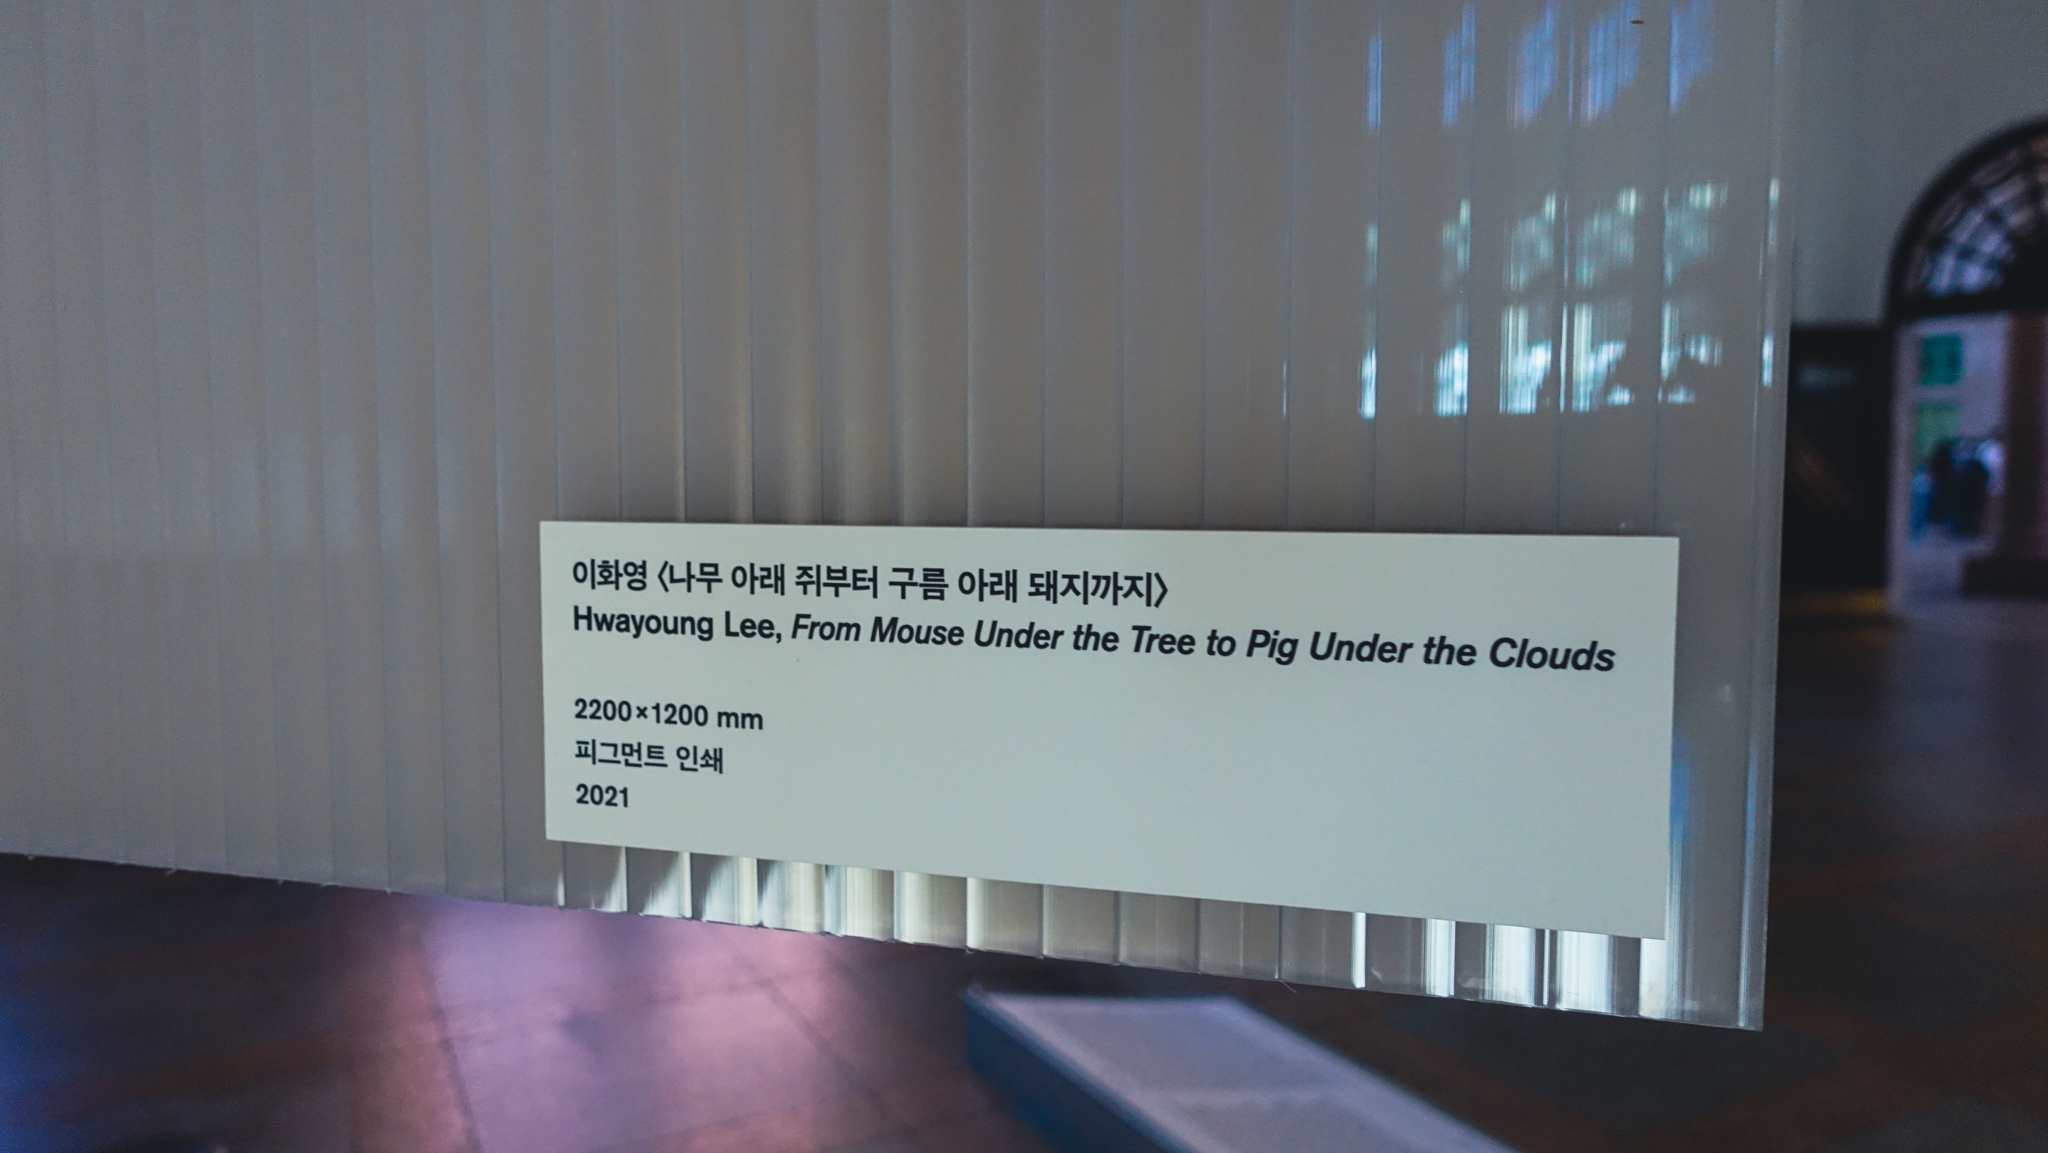 이화영 〈나무 아래 쥐부터 구름 아래 돼지까지〉
Hwayoung Lee, From Mouse Under the Tree to Pig Under the Clouds
2200×1200 mm
피그먼트 인쇄
2021